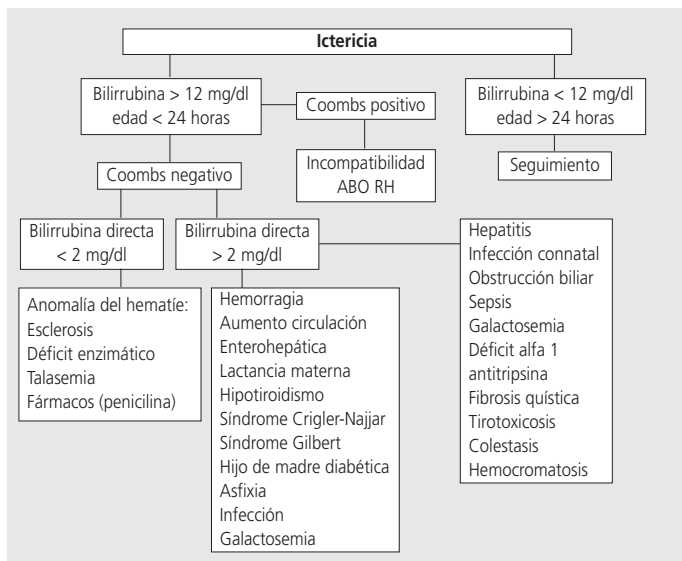 Ictericia
Bilirrubina > 12 mg/dl
edad < 24 horas
Coombs positivo
Bilirrubina < 12 mg/dl
edad > 24 horas
Incompatibilidad
ABO RH
Seguimiento
Coombs negativo
Bilirrubina directa
< 2 mg/dl
Bilirrubina directa
> 2 mg/dl
Anomalía del hematíe:
Esclerosis
Déficit enzimático
Talasemia
Fármacos (penicilina)
Hemorragia
Aumento circulación
Enterohepática
Lactancia materna
Hipotiroidismo
Síndrome Crigler-Najjar
Síndrome Gilbert
Hijo de madre diabética
Asfixia
Infección
Galactosemia
Hepatitis
Infección connatal
Obstrucción biliar
Sepsis
Galactosemia
Déficit alfa 1
antitripsina
Fibrosis quística
Tirotoxicosis
Colestasis
Hemocromatosis